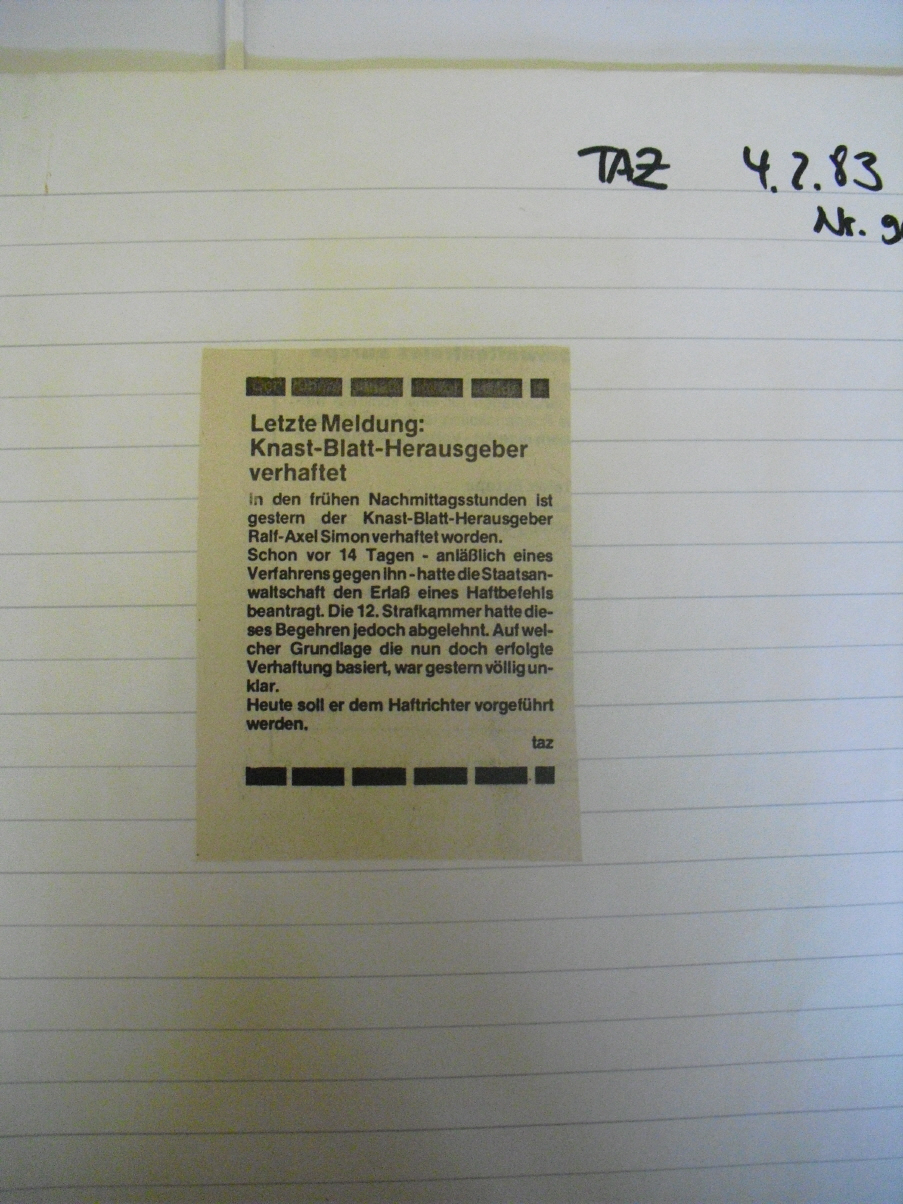 TAZ 4.2.83
Nr.
Letzte Meldung:
Knast-Blatt-Herausgeber
verhaftet
In den frühen Nachmittagsstunden ist
gestern der Knast-Blatt-Herausgeber
Ralf-Axel Simon verhaftet worden.
Schon vor 14 Tagen - anläßlich eines
Verfahrens gegen ihn - hatte die Staatsan-
waltschaft den Erlaß eines Haftbefehls
beantragt. Die 12. Strafkammer hatte die-
ses Begehren jedoch abgelehnt. Auf wel-
cher Grundlage die nun doch erfolgte
Verhaftung basiert, war gestern völlig un-
klar.
Heute soll er dem Haftrichter vorgeführt
werden.
taz